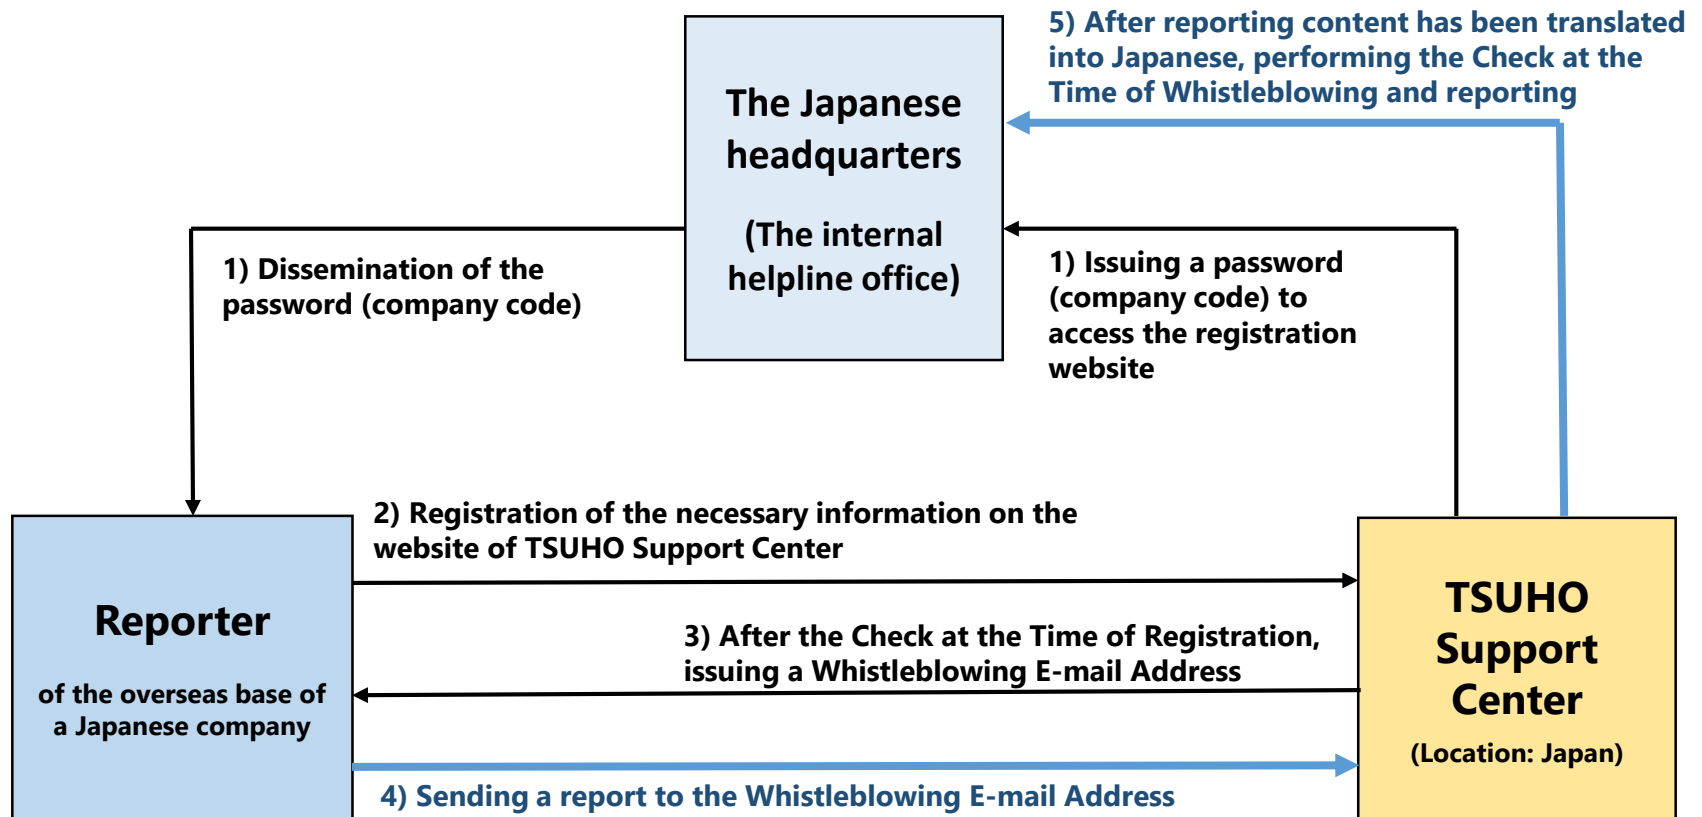 5) After reporting content has been translated
into Japanese, performing the Check at the
Time of Whistleblowing and reporting
The Japanese
headquarters
(The internal
helpline office)
1) Dissemination of the
password (company code)
1) Issuing a password
(company code) to
access the registration
website
2) Registration of the necessary information on the
website of TSUHO Support Center
Reporter
of the overseas base of
a Japanese company
3) After the Check at the Time of Registration,
issuing a Whistleblowing E-mail Address
TSUHO
Support
Center
(Location: Japan)
4) Sending a report to the Whistleblowing E-mail Address